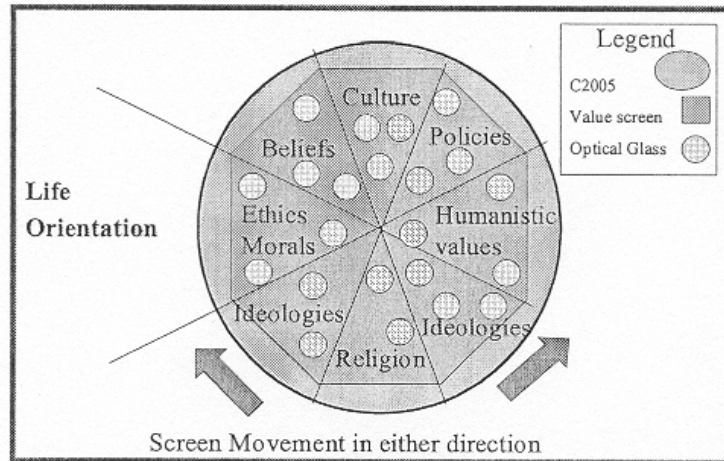 Legend
C2005
Value screen
Optical Glass
Culture
Policies
Beliefs
Life
Orientation
Ethics
Morals
Humanistic
values
Ideologies
Ideologies
Religion
Screen Movement in either direction